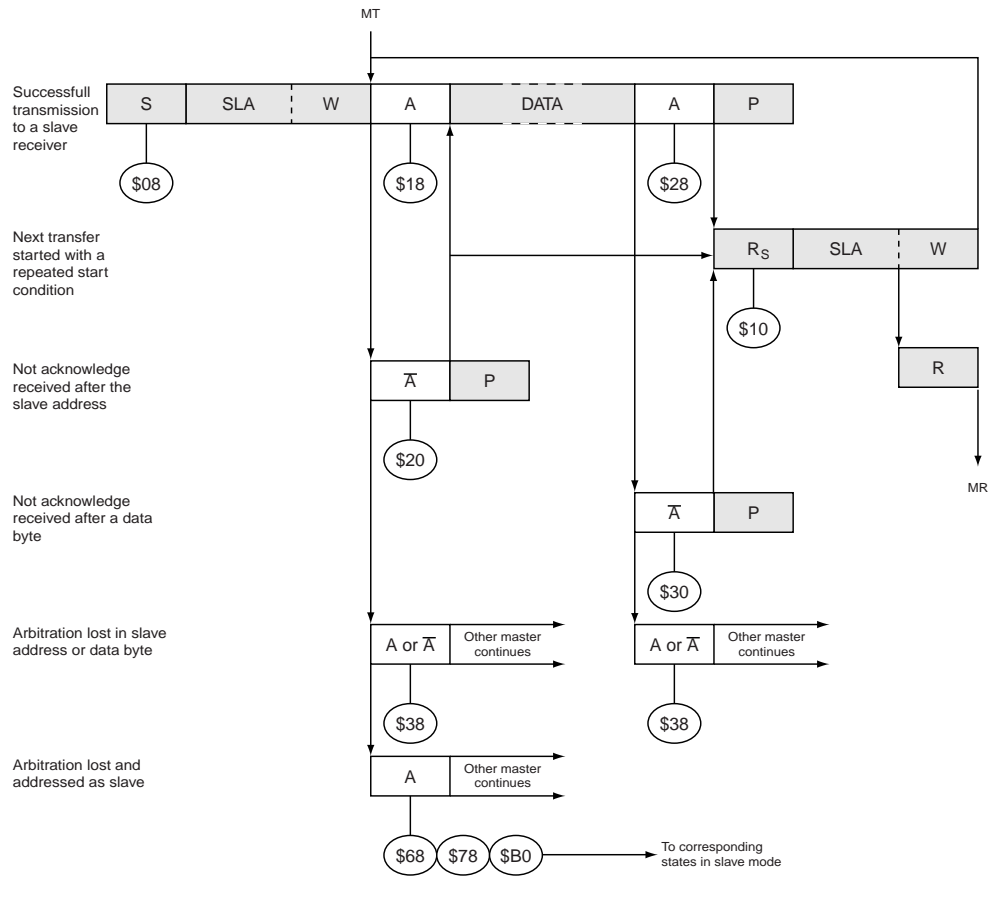 MT
Successfull
transmission
to a slave
receiver
S SLA W A DATA A P
$08 $18 $28
Next transfer
started with a
repeated start
condition
RS SLA W
$10
Not acknowledge
received after the
slave address
A̅ P
R
$20
MR
Not acknowledge
received after a data
byte
A̅ P
$30
Arbitration lost in slave
address or data byte
A or A̅
Other master
continues
A or A̅
Other master
continues
$38 $38
Arbitration lost and
addressed as slave
A
Other master
continues
$68 $78 $B0
To corresponding
states in slave mode